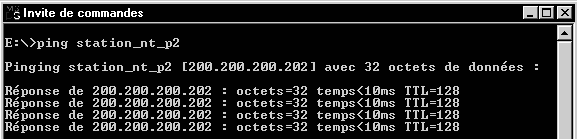 Invite de commandes
E:\>ping station_nt_p2
Pinging station_nt_p2 [200.200.200.202] avec 32 octets de données :
Réponse de 200.200.200.202 : octets=32 temps<10ms TTL=128
Réponse de 200.200.200.202 : octets=32 temps<10ms TTL=128
Réponse de 200.200.200.202 : octets=32 temps<10ms TTL=128
Réponse de 200.200.200.202 : octets=32 temps<10ms TTL=128